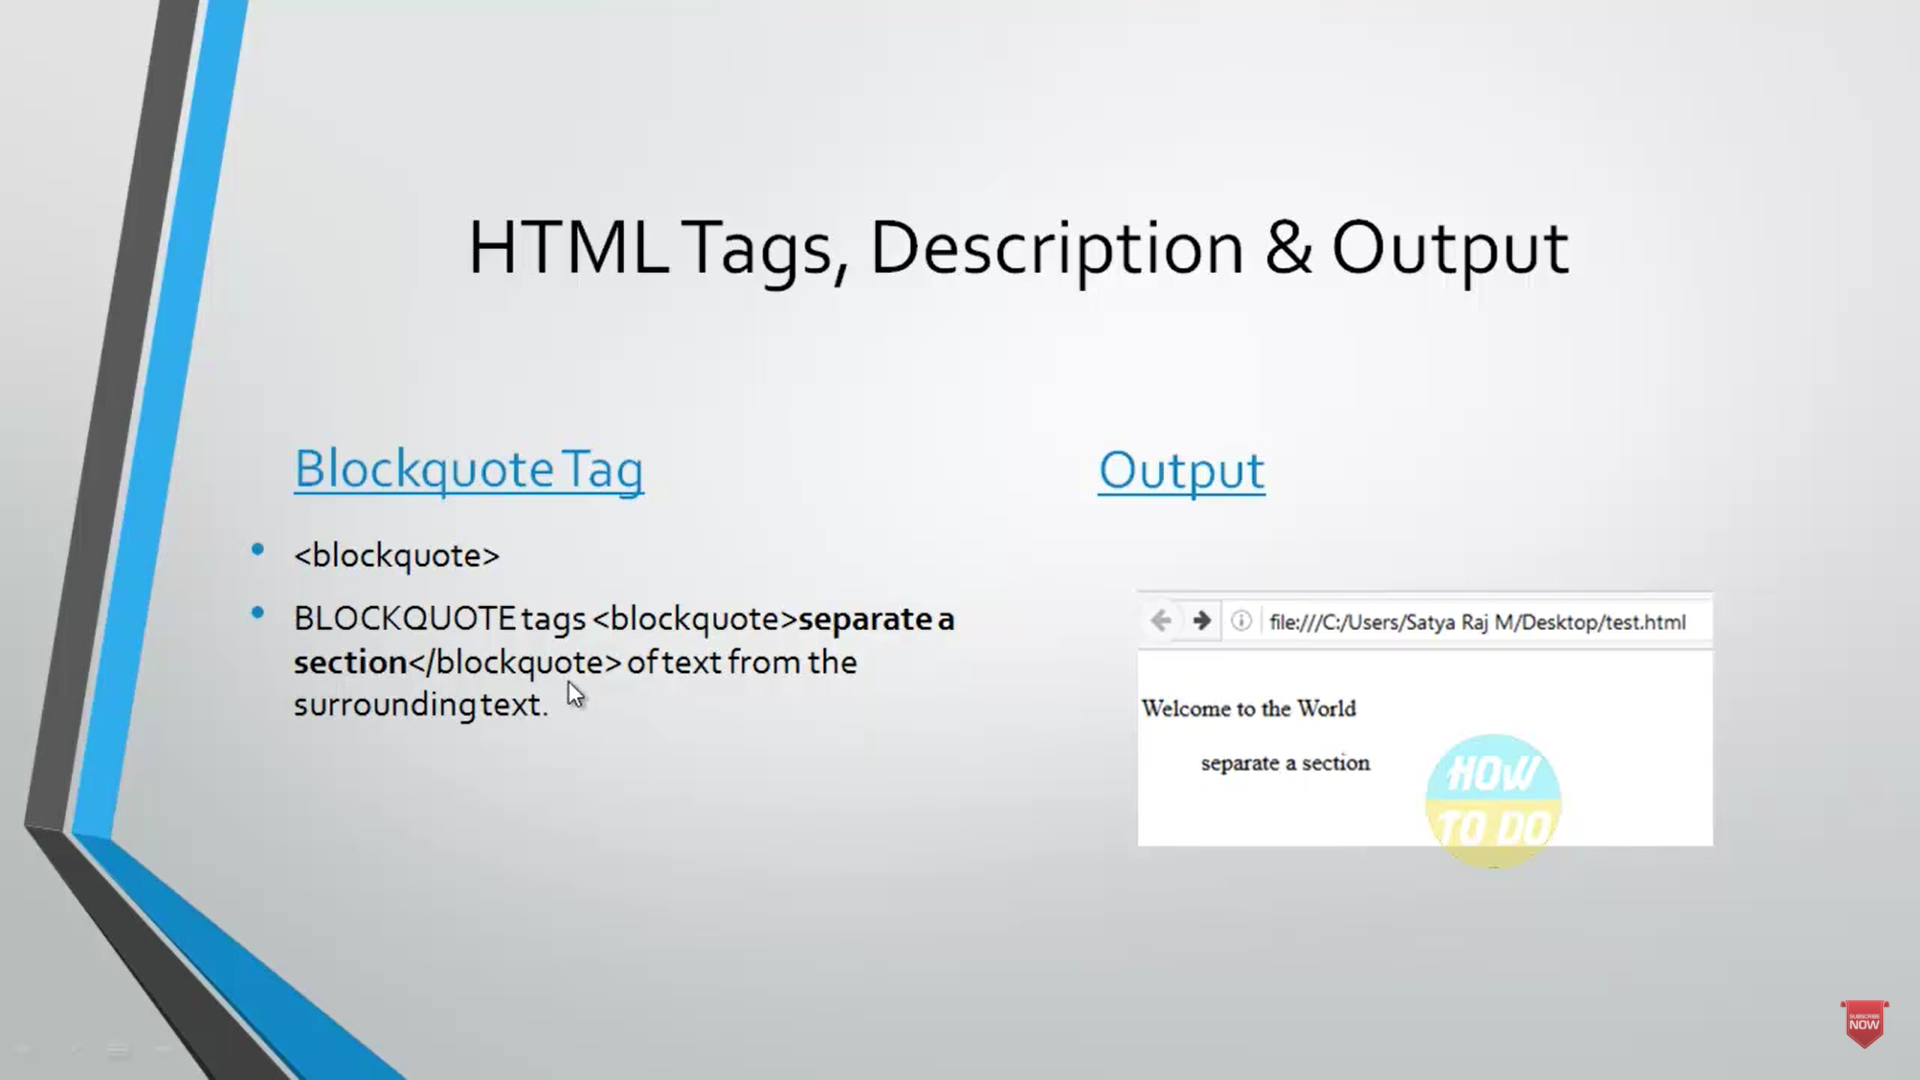 HTML Tags, Description & Output
Blockquote Tag
<blockquote>
BLOCKQUOTE tags <blockquote>separate a
section</blockquote> of text from the
surrounding text.
Output
file:///C:/Users/Satya Raj M/Desktop/test.html
Welcome to the World
separate a section
HOW
TO DO
SUBSCRIBE
NOW